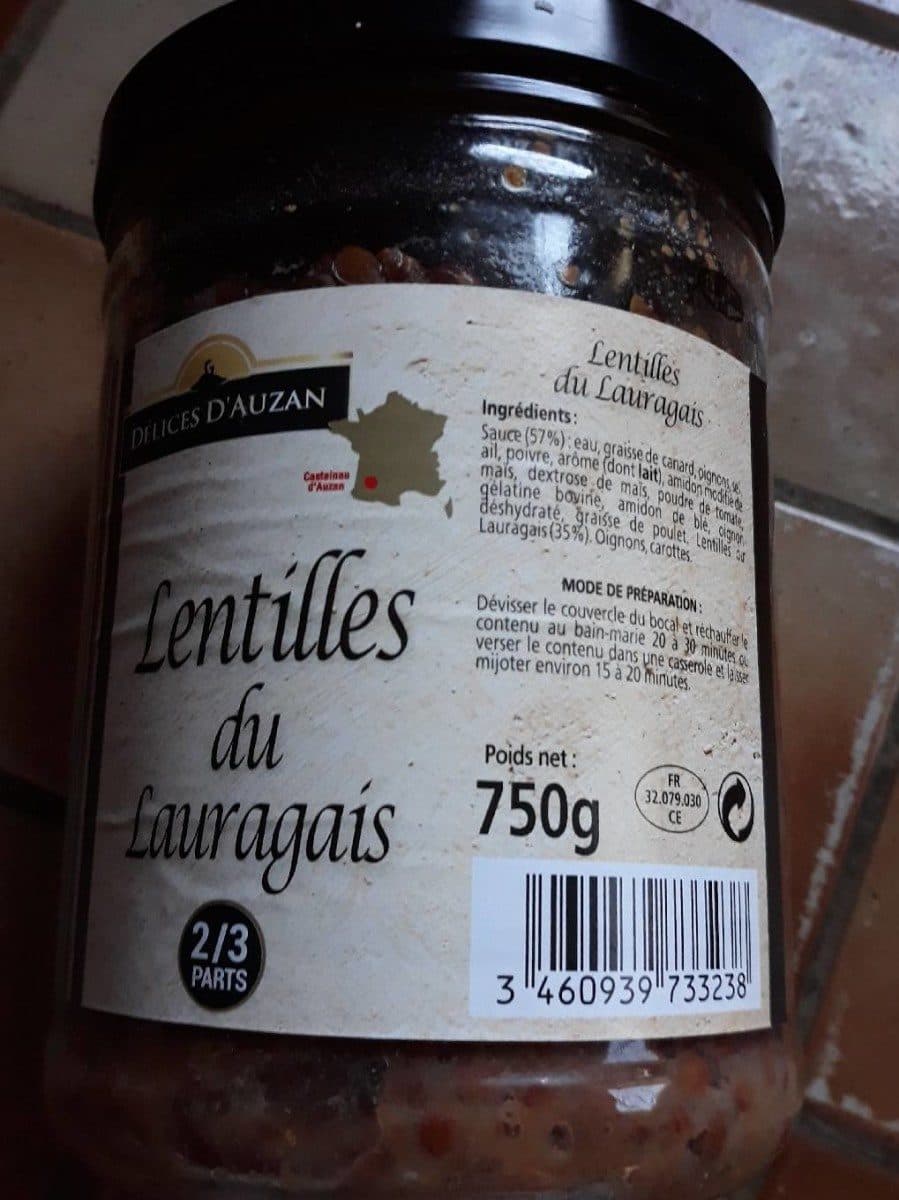 DÉLICES D'AUZAN
Castelnau
d'Auzan
Lentilles
du
Lauragais
2/3
PARTS
Lentilles
du Lauragais
Ingrédients:
Sauce (57%): eau, graisse de canard, oignons, sel,
ail, poivre, arôme (dont lait), amidon modifié de
maïs, dextrose de maïs, poudre de tomate,
gélatine bovine, amidon de blé, oignon
déshydraté, graisse de poulet. Lentilles du
Lauragais (35%). Oignons, carottes.
MODE DE PRÉPARATION:
Dévisser le couvercle du bocal et réchauffer le
contenu au bain-marie 20 à 30 minutes ou
verser le contenu dans une casserole et laisser
mijoter environ 15 à 20 minutes.
Poids net :
750g
FR
32.079.030
CE
3 460939 733238